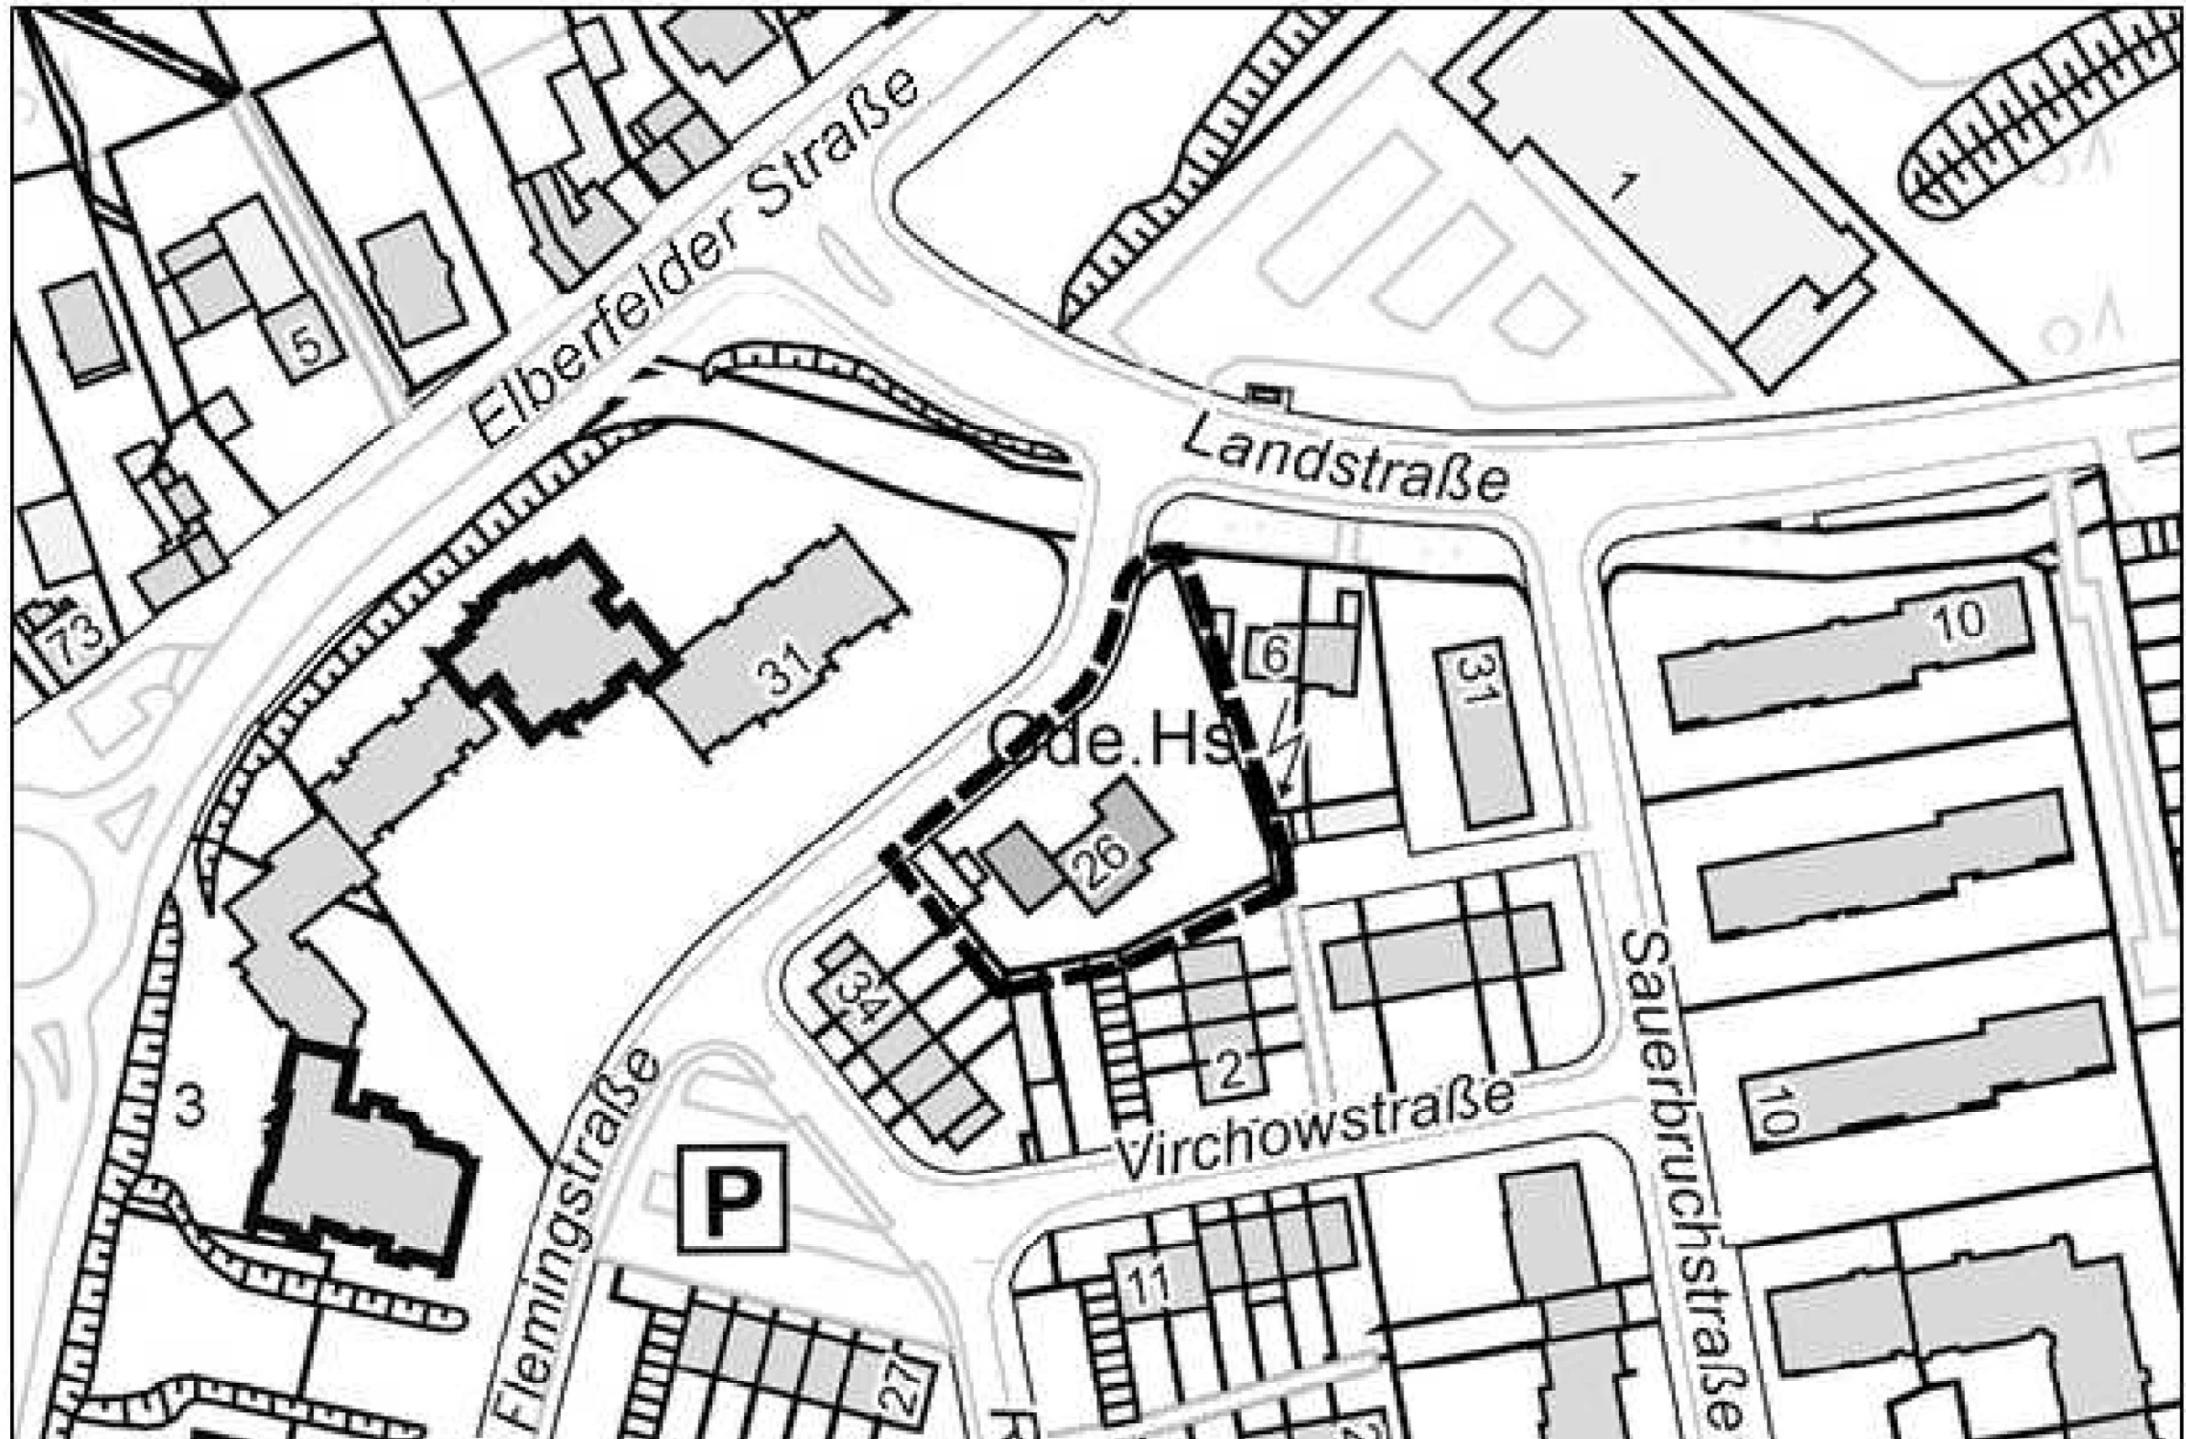 Elberfelder Straße
1
5
Landstraße
73
31
6
31
10
Gde.Hs
26
34
2
3
Flemingstraße
P
Virchowstraße
Sauerbruchstraße
10
11
27
R